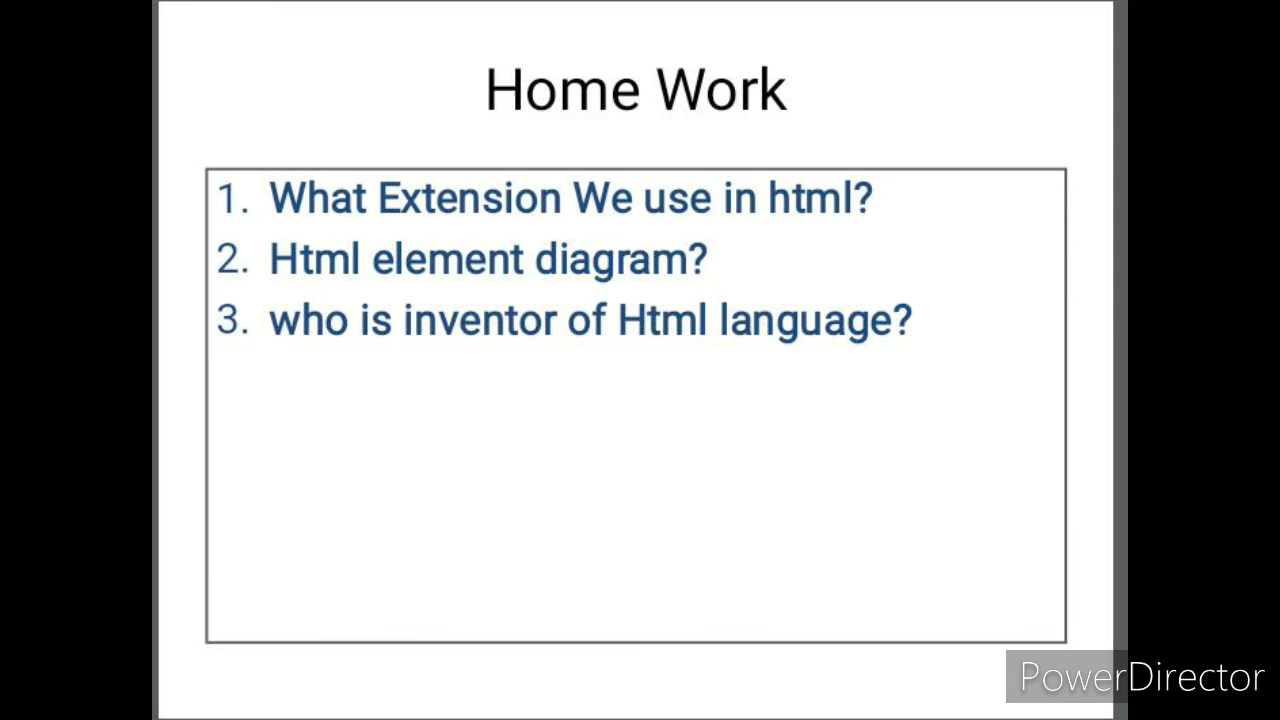 Home Work
1. What Extension We use in html?
2. Html element diagram?
3. who is inventor of Html language?
PowerDirector